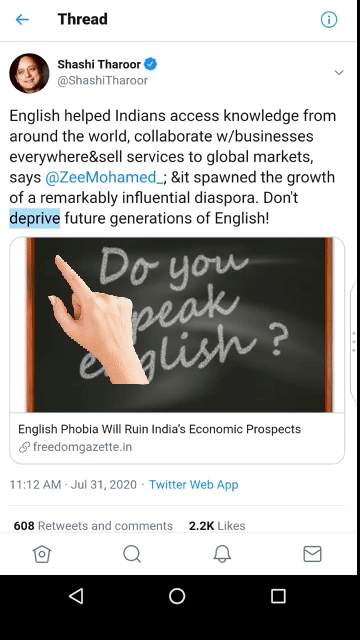 Thread
Shashi Tharoor
@ShashiTharoor
English helped Indians access knowledge from
around the world, collaborate w/businesses
everywhere&sell services to global markets,
says @ZeeMohamed_; &it spawned the growth
of a remarkably influential diaspora. Don't
deprive future generations of English!
Do you
speak
english ?
English Phobia Will Ruin India's Economic Prospects
freedomgazette.in
11:12 AM · Jul 31, 2020 · Twitter Web App
608 Retweets and comments 2.2K Likes